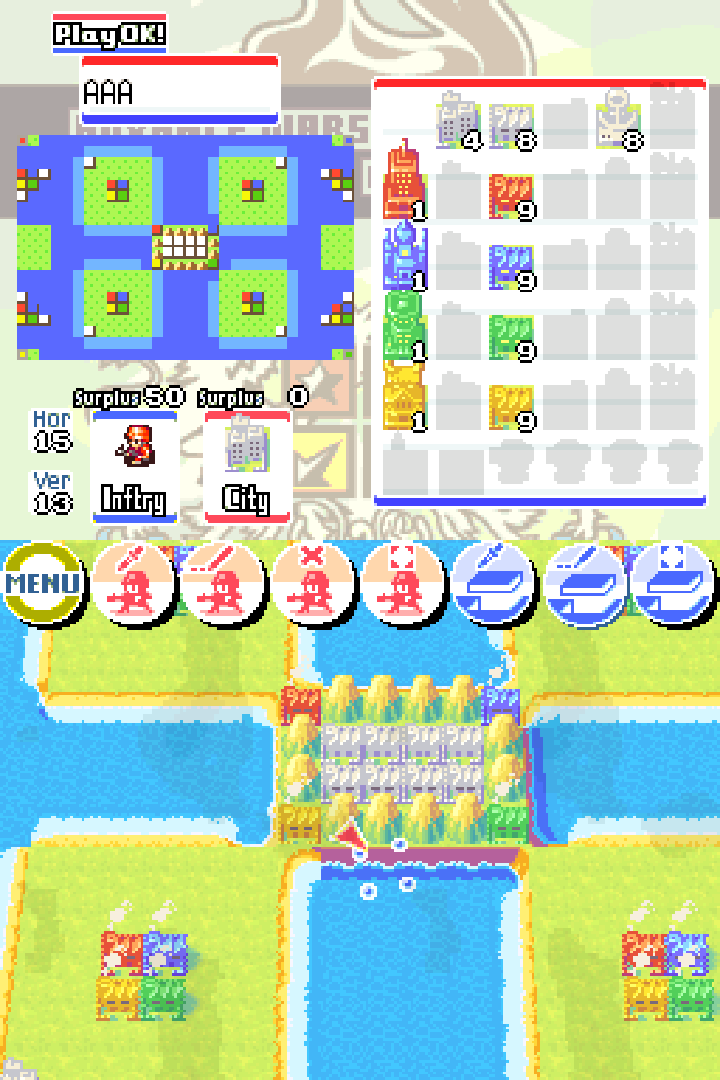 PlayOK!
AAA
4 8 8
1 9
1 9
1 9
1 9
Surplus 50 Surplus 0
Hor
15
Ver
13
Inftry City
MENU